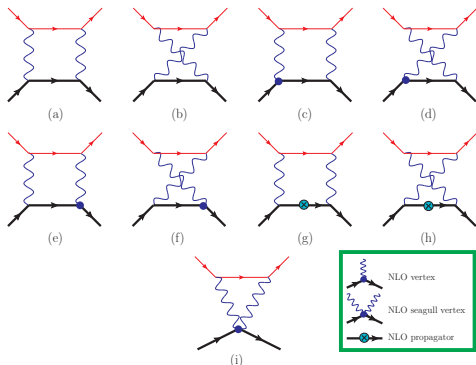 (a)
(b)
(c)
(d)
(e)
(f)
(g)
(h)
(i)
NLO vertex
NLO seagull vertex
NLO propagator